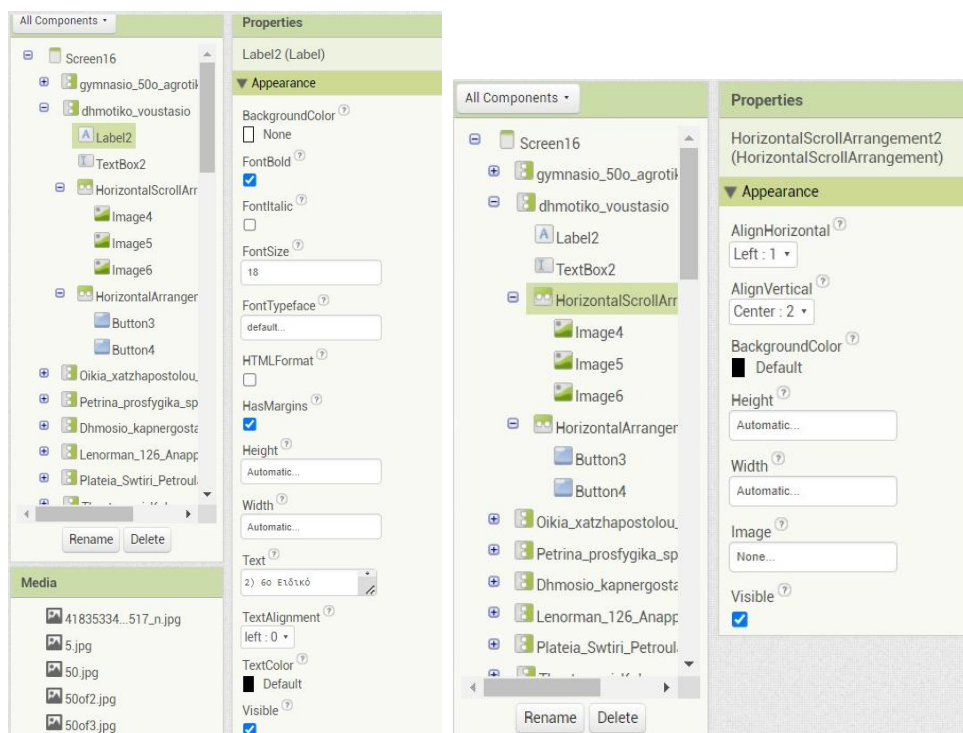 All Components
Screen16
gymnasio_50o_agrotik
dhmotiko_voustasio
Label2
TextBox2
HorizontalScrollArr
Image4
Image5
Image6
HorizontalArranger
Button3
Button4
Oikia_xatzhapostolou_
Petrina_prosfygika_sp
Dhmosio_kapnergosta
Lenorman_126_Anapp
Plateia_Swtiri_Petroul
Rename Delete
Media
41835334...517_n.jpg
5.jpg
50.jpg
50of2.jpg
50of3.jpg
Properties
Label2 (Label)
Appearance
BackgroundColor ?
None
FontBold ?
FontItalic ?
FontSize ?
18
FontTypeface ?
default...
HTMLFormat ?
HasMargins ?
Height ?
Automatic...
Width ?
Automatic...
Text ?
2) 6ο Ειδικό
TextAlignment ?
left : 0
TextColor ?
Default
Visible ?
All Components
Screen16
gymnasio_50o_agrotik
dhmotiko_voustasio
Label2
TextBox2
HorizontalScrollArr
Image4
Image5
Image6
HorizontalArranger
Button3
Button4
Oikia_xatzhapostolou_
Petrina_prosfygika_sp
Dhmosio_kapnergosta
Lenorman_126_Anapp
Plateia_Swtiri_Petroul
Rename Delete
Properties
HorizontalScrollArrangement2
(HorizontalScrollArrangement)
Appearance
AlignHorizontal ?
Left : 1
AlignVertical ?
Center : 2
BackgroundColor ?
Default
Height ?
Automatic...
Width ?
Automatic...
Image ?
None...
Visible ?